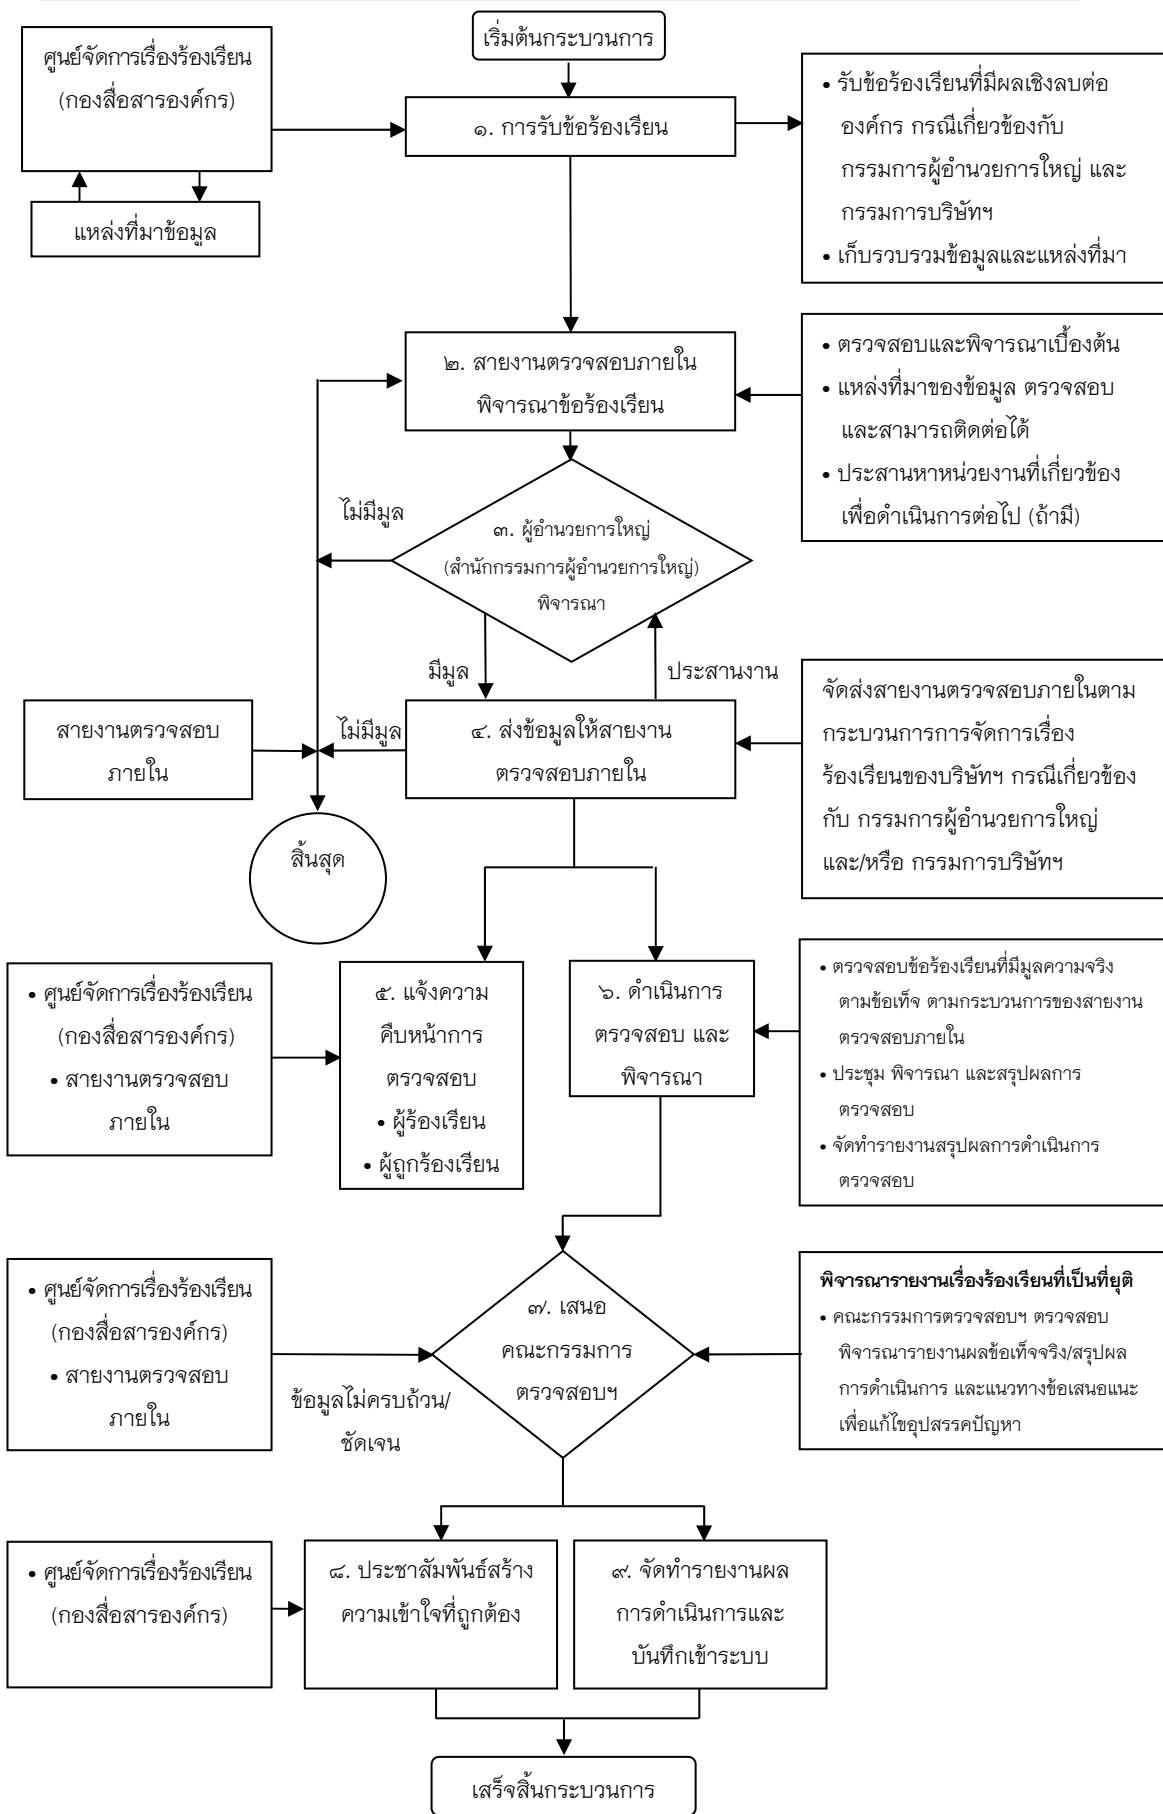 เริ่มต้นกระบวนการ
ศูนย์จัดการเรื่องร้องเรียน
(กองสื่อสารองค์กร)
แหล่งที่มาข้อมูล
๑. การรับข้อร้องเรียน
• รับข้อร้องเรียนที่มีผลเชิงลบต่อ
องค์กร กรณีเกี่ยวข้องกับ
กรรมการผู้อำนวยการใหญ่ และ
กรรมการบริษัทฯ
• เก็บรวบรวมข้อมูลและแหล่งที่มา
๒. สายงานตรวจสอบภายใน
พิจารณาข้อร้องเรียน
• ตรวจสอบและพิจารณาเบื้องต้น
• แหล่งที่มาของข้อมูล ตรวจสอบ
และสามารถติดต่อได้
• ประสานหาหน่วยงานที่เกี่ยวข้อง
เพื่อดำเนินการต่อไป (ถ้ามี)
ไม่มีมูล
๓. ผู้อำนวยการใหญ่
(สำนักกรรมการผู้อำนวยการใหญ่)
พิจารณา
มีมูล
ประสานงาน
สายงานตรวจสอบ
ภายใน
ไม่มีมูล
๔. ส่งข้อมูลให้สายงาน
ตรวจสอบภายใน
จัดส่งสายงานตรวจสอบภายในตาม
กระบวนการการจัดการเรื่อง
ร้องเรียนของบริษัทฯ กรณีเกี่ยวข้อง
กับ กรรมการผู้อำนวยการใหญ่
และ/หรือ กรรมการบริษัทฯ
สิ้นสุด
• ศูนย์จัดการเรื่องร้องเรียน
(กองสื่อสารองค์กร)
• สายงานตรวจสอบ
ภายใน
๕. แจ้งความ
คืบหน้าการ
ตรวจสอบ
• ผู้ร้องเรียน
• ผู้ถูกร้องเรียน
๖. ดำเนินการ
ตรวจสอบ และ
พิจารณา
• ตรวจสอบข้อร้องเรียนที่มีมูลความจริง
ตามข้อเท็จ ตามกระบวนการของสายงาน
ตรวจสอบภายใน
• ประชุม พิจารณา และสรุปผลการ
ตรวจสอบ
• จัดทำรายงานสรุปผลการดำเนินการ
ตรวจสอบ
• ศูนย์จัดการเรื่องร้องเรียน
(กองสื่อสารองค์กร)
• สายงานตรวจสอบ
ภายใน
ข้อมูลไม่ครบถ้วน/
ชัดเจน
๗. เสนอ
คณะกรรมการ
ตรวจสอบฯ
พิจารณารายงานเรื่องร้องเรียนที่เป็นที่ยุติ
• คณะกรรมการตรวจสอบฯ ตรวจสอบ
พิจารณารายงานผลข้อเท็จจริง/สรุปผล
การดำเนินการ และแนวทางข้อเสนอแนะ
เพื่อแก้ไขอุปสรรคปัญหา
• ศูนย์จัดการเรื่องร้องเรียน
(กองสื่อสารองค์กร)
๘. ประชาสัมพันธ์สร้าง
ความเข้าใจที่ถูกต้อง
๙. จัดทำรายงานผล
การดำเนินการและ
บันทึกเข้าระบบ
เสร็จสิ้นกระบวนการ